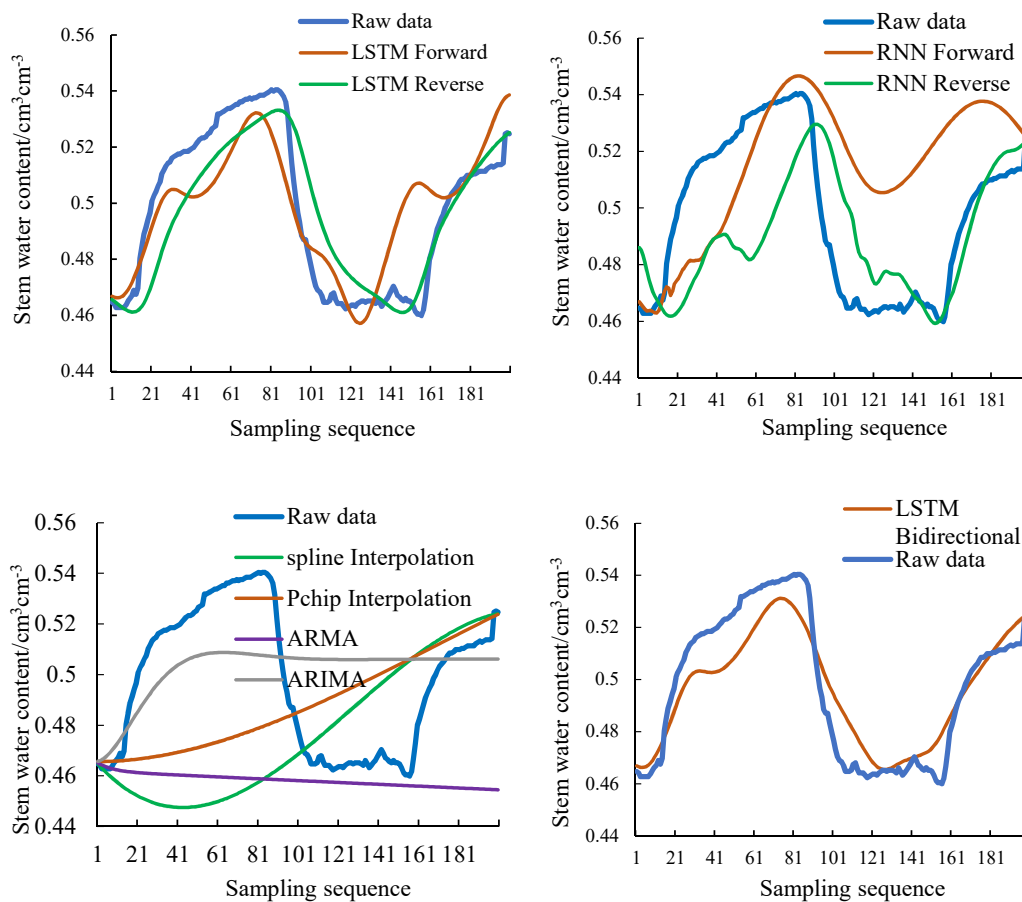 Raw data
LSTM Forward
LSTM Reverse
0.56
0.54
0.52
0.5
0.48
0.46
0.44
Stem water content/cm³cm⁻³
1 21 41 61 81 101 121 141 161 181
Sampling sequence
Raw data
RNN Forward
RNN Reverse
0.56
0.54
0.52
0.5
0.48
0.46
0.44
Stem water content/cm³cm⁻³
1 21 41 61 81 101 121 141 161 181
Sampling sequence
Raw data
spline Interpolation
Pchip Interpolation
ARMA
ARIMA
0.56
0.54
0.52
0.5
0.48
0.46
0.44
Stem water content/cm³cm⁻³
1 21 41 61 81 101 121 141 161 181
Sampling sequence
LSTM
Bidirectional
Raw data
0.56
0.54
0.52
0.5
0.48
0.46
0.44
Stem water content/cm³cm⁻³
1 21 41 61 81 101 121 141 161 181
Sampling sequence